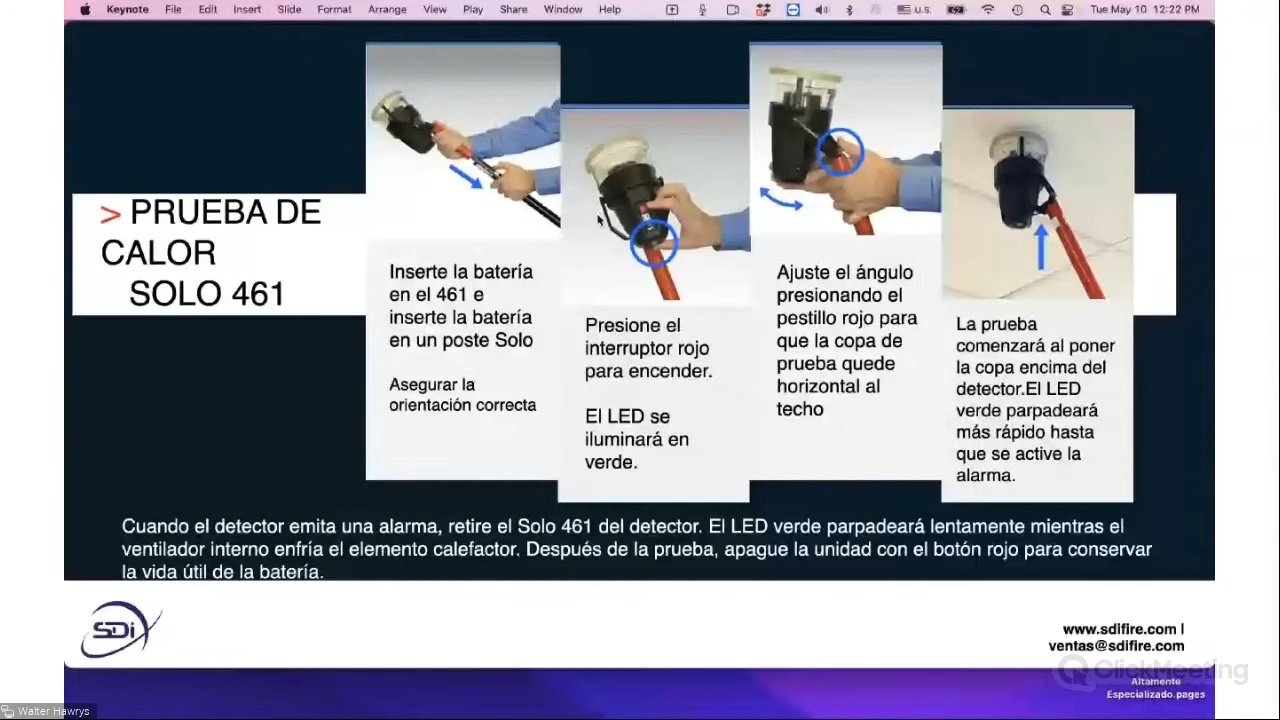 Keynote File Edit Insert Slide Format Arrange View Play Share Window Help U.S. Tue May 10 12:22 PM
> PRUEBA DE
CALOR
SOLO 461
Inserte la batería
en el 461 e
inserte la batería
en un poste Solo
Asegurar la
orientación correcta
Presione el
interruptor rojo
para encender.
El LED se
iluminará en
verde.
Ajuste el ángulo
presionando el
pestillo rojo para
que la copa de
prueba quede
horizontal al
techo
La prueba
comenzará al poner
la copa encima del
detector.El LED
verde parpadeará
más rápido hasta
que se active la
alarma.
Cuando el detector emita una alarma, retire el Solo 461 del detector. El LED verde parpadeará lentamente mientras el
ventilador interno enfría el elemento calefactor. Después de la prueba, apague la unidad con el botón rojo para conservar
la vida útil de la batería.
SDi
www.sdifire.com |
ventas@sdifire.com
ClickMeeting
Altamente
Especializado.pages
Walter Hawrys